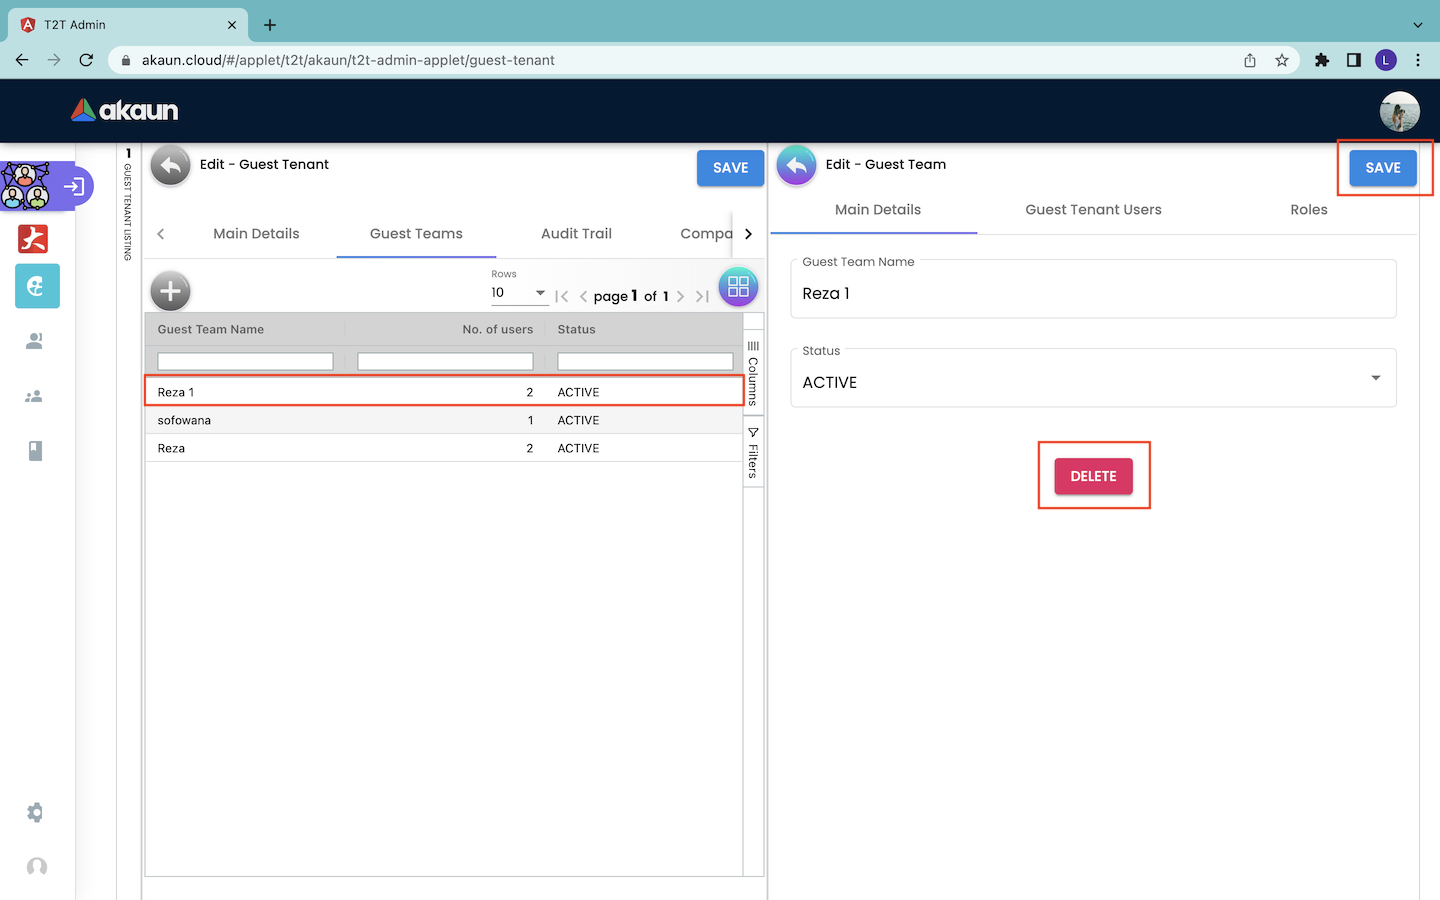 T2T Admin
akaun.cloud/#/applet/t2t/akaun/t2t-admin-applet/guest-tenant
L
akaun
1 GUEST TENANT LISTING
Edit - Guest Tenant
SAVE
Main Details
Guest Teams
Audit Trail
Compa
Rows
10
page 1 of 1
Guest Team Name
No. of users
Status
Reza 1
2
ACTIVE
sofowana
1
ACTIVE
Reza
2
ACTIVE
Columns
Filters
Edit - Guest Team
SAVE
Main Details
Guest Tenant Users
Roles
Guest Team Name
Reza 1
Status
ACTIVE
DELETE